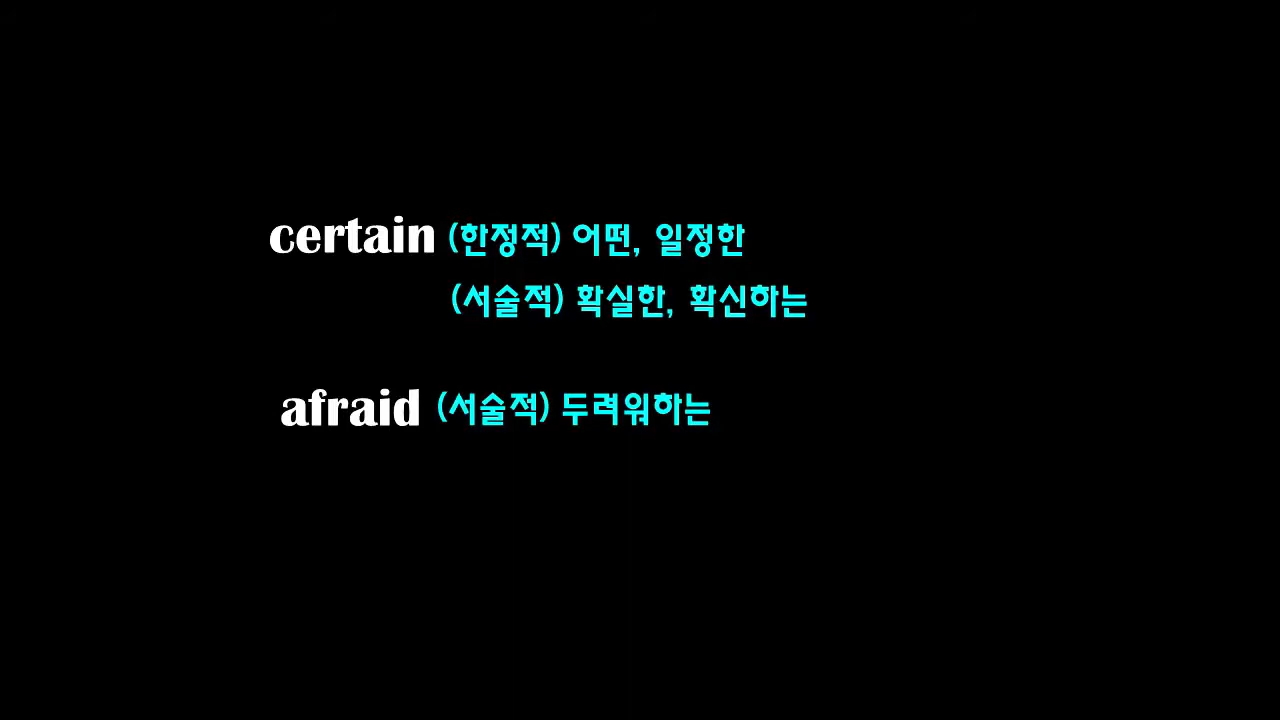 certain (한정적) 어떤, 일정한
(서술적) 확실한, 확신하는
afraid (서술적) 두려워하는